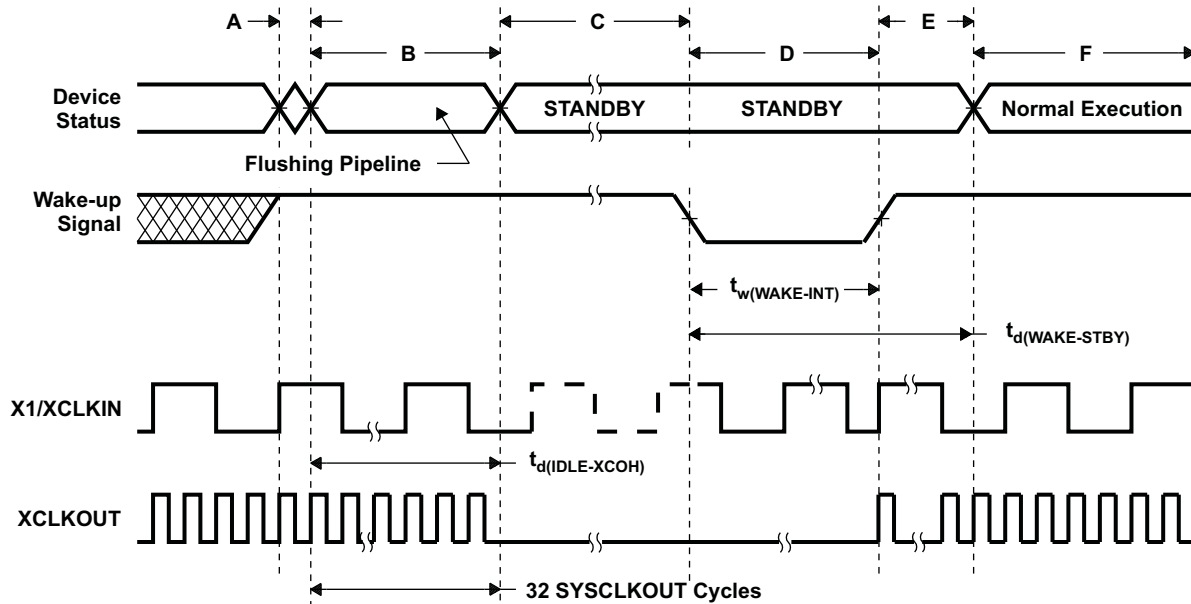 A
C
E
B
D
F
Device
Status
STANDBY
STANDBY
Normal Execution
Flushing Pipeline
Wake-up
Signal
tw(WAKE-INT)
td(WAKE-STBY)
X1/XCLKIN
td(IDLE-XCOH)
XCLKOUT
32 SYSCLKOUT Cycles